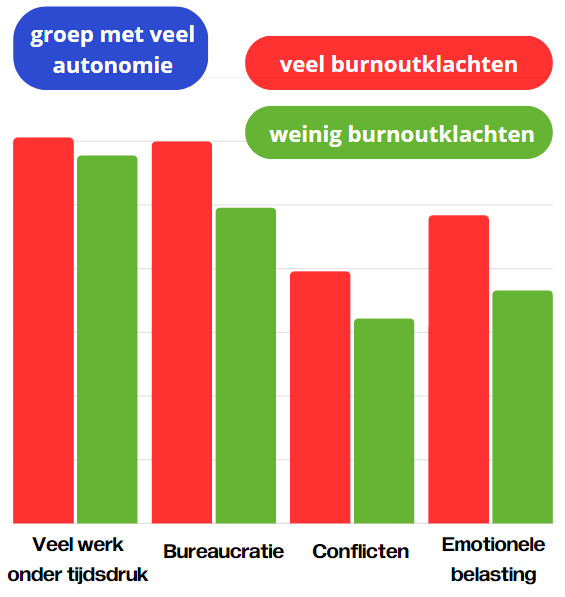 groep met veel
autonomie
veel burnoutklachten
weinig burnoutklachten
Veel werk
onder tijdsdruk
Bureaucratie
Conflicten
Emotionele
belasting